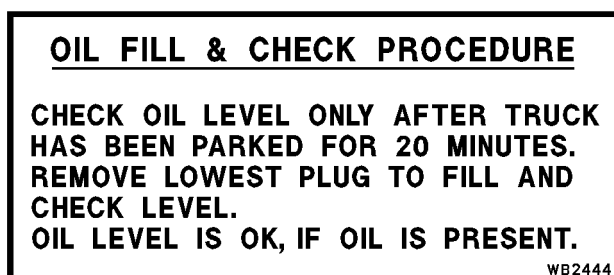 OIL FILL & CHECK PROCEDURE
CHECK OIL LEVEL ONLY AFTER TRUCK
HAS BEEN PARKED FOR 20 MINUTES.
REMOVE LOWEST PLUG TO FILL AND
CHECK LEVEL.
OIL LEVEL IS OK, IF OIL IS PRESENT.
WB2444